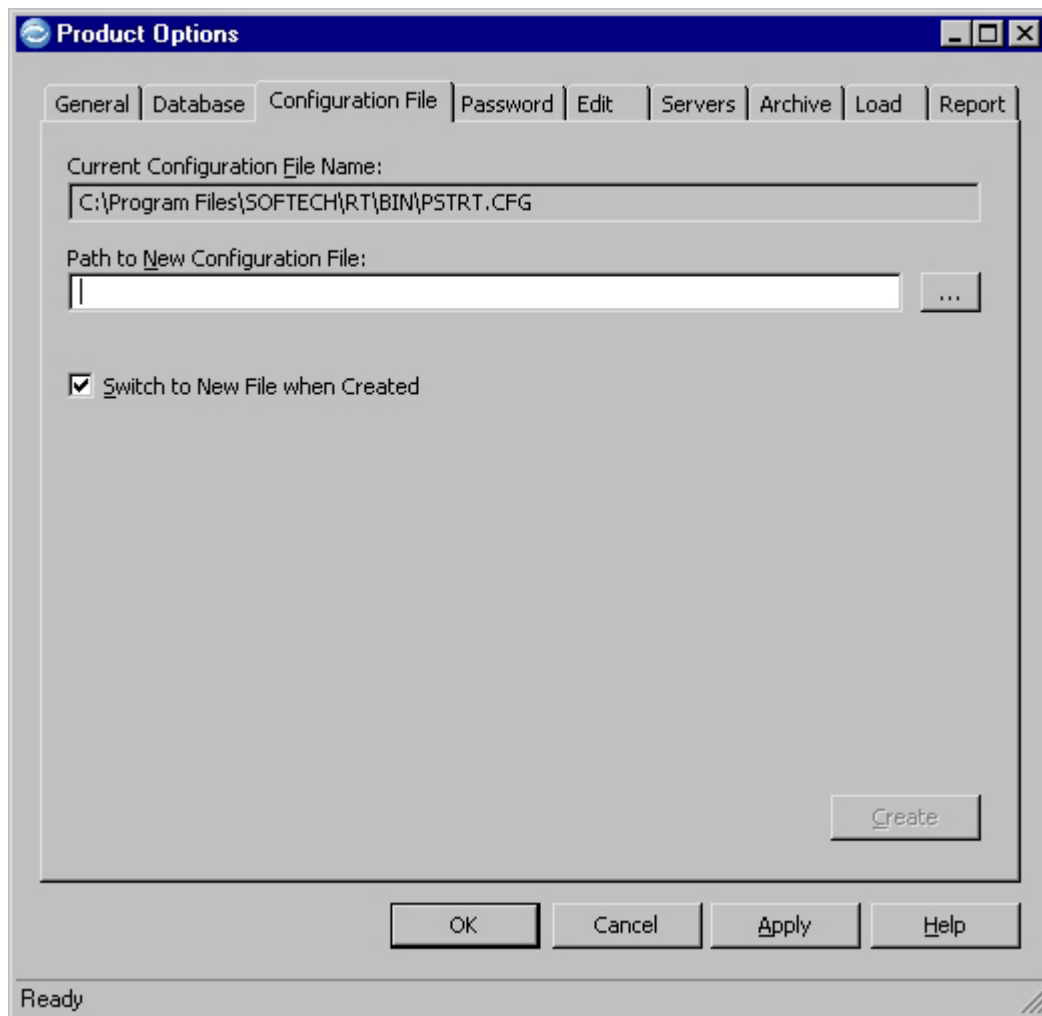 Product Options
General Database Configuration File Password Edit Servers Archive Load Report
Current Configuration File Name:
C:\Program Files\SOFTECH\RT\BIN\PSTRT.CFG
Path to New Configuration File:
...
Switch to New File when Created
Create
OK Cancel Apply Help
Ready